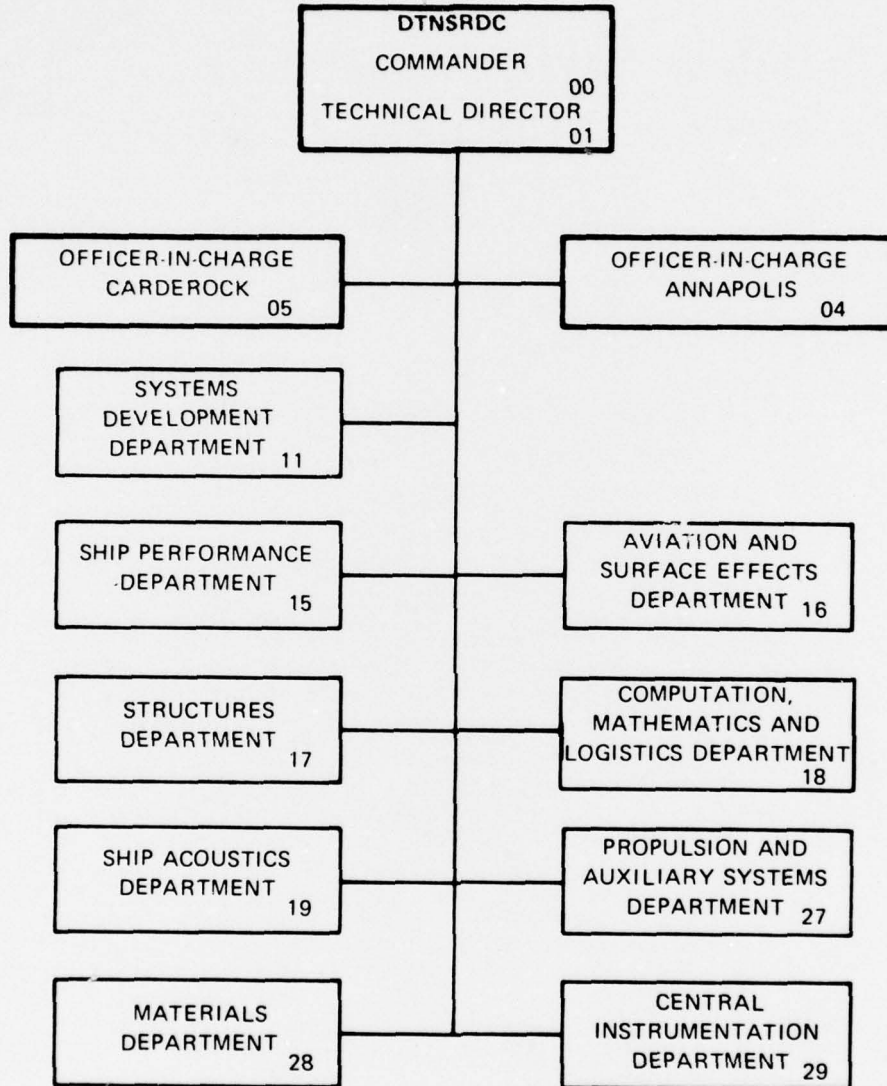 DTNSRDC
COMMANDER
00
TECHNICAL DIRECTOR
01
OFFICER-IN-CHARGE
CARDEROCK
05
OFFICER-IN-CHARGE
ANNAPOLIS
04
SYSTEMS
DEVELOPMENT
DEPARTMENT
11
SHIP PERFORMANCE
DEPARTMENT
15
AVIATION AND
SURFACE EFFECTS
DEPARTMENT
16
STRUCTURES
DEPARTMENT
17
COMPUTATION,
MATHEMATICS AND
LOGISTICS DEPARTMENT
18
SHIP ACOUSTICS
DEPARTMENT
19
PROPULSION AND
AUXILIARY SYSTEMS
DEPARTMENT
27
MATERIALS
DEPARTMENT
28
CENTRAL
INSTRUMENTATION
DEPARTMENT
29